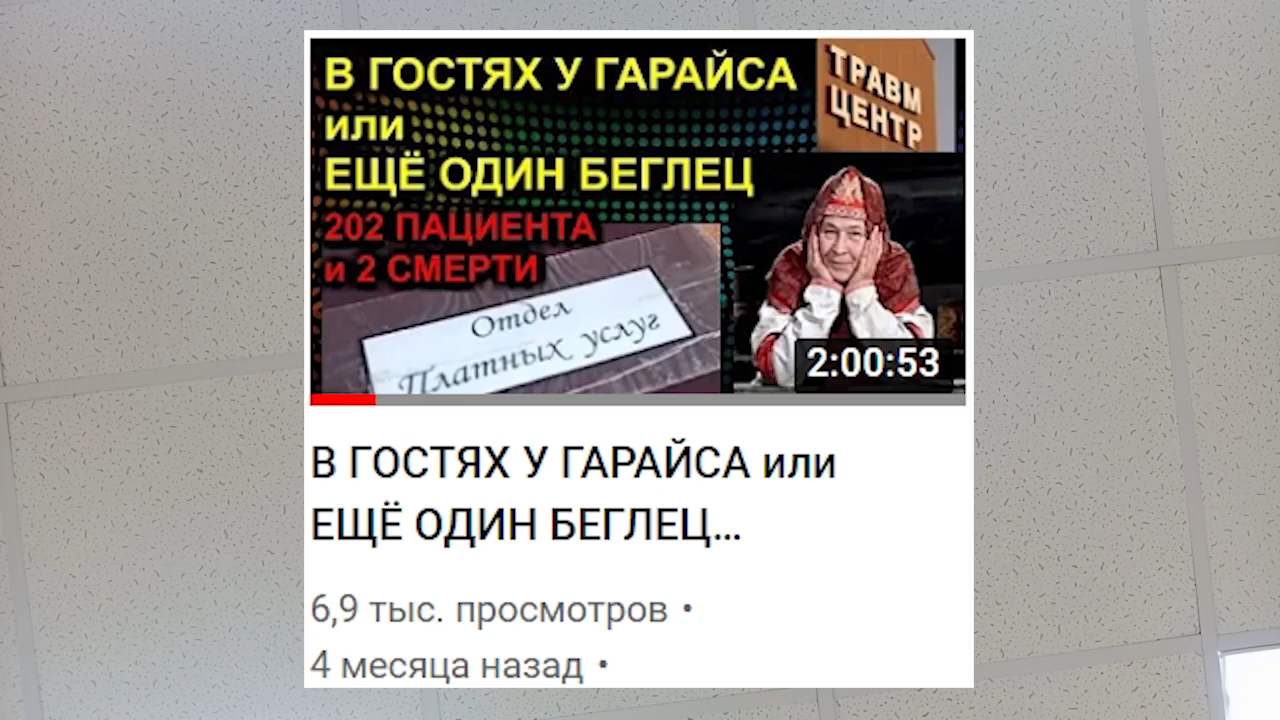 В ГОСТЯХ У ГАРАЙСА
или
ЕЩЁ ОДИН БЕГЛЕЦ
202 ПАЦИЕНТА
и 2 СМЕРТИ
ТРАВМ
ЦЕНТР
Отдел
Платных услуг
2:00:53
В ГОСТЯХ У ГАРАЙСА или
ЕЩЁ ОДИН БЕГЛЕЦ...
6,9 тыс. просмотров •
4 месяца назад •